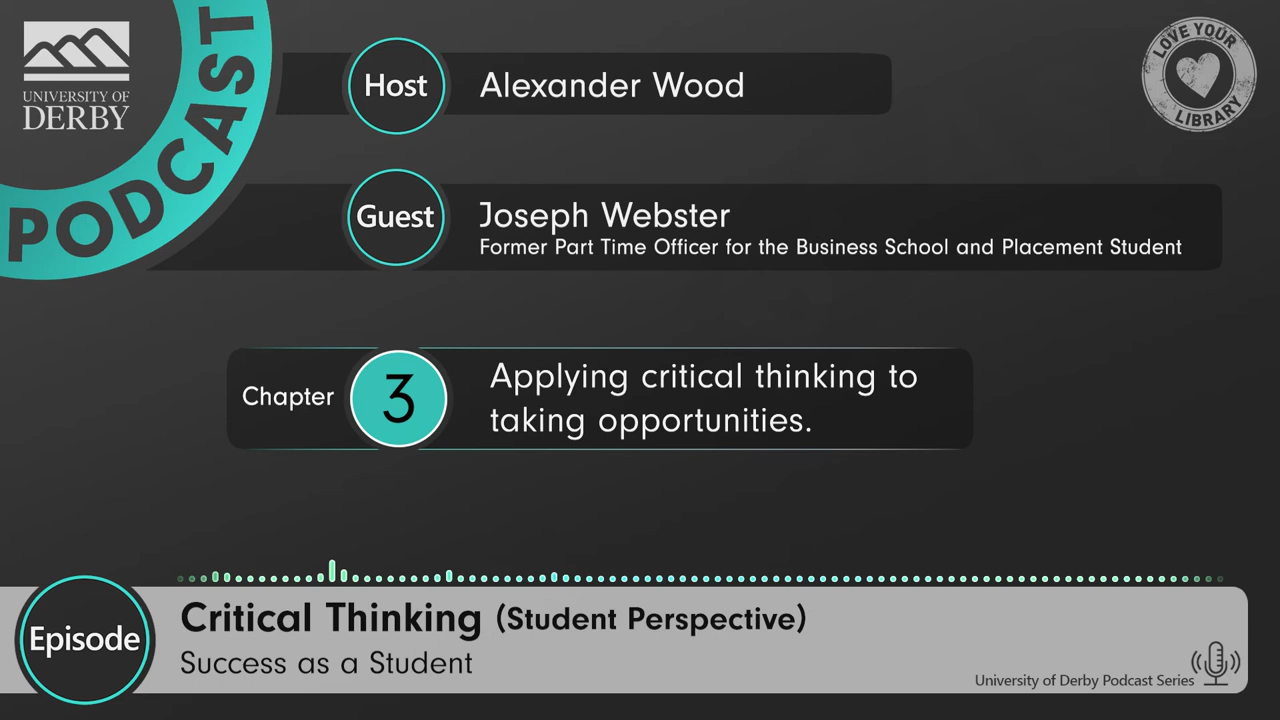 UNIVERSITY OF
DERBY
PODCAST
Host
Alexander Wood
LOVE YOUR
LIBRARY
Guest
Joseph Webster
Former Part Time Officer for the Business School and Placement Student
Chapter
3
Applying critical thinking to
taking opportunities.
Episode
Critical Thinking (Student Perspective)
Success as a Student
University of Derby Podcast Series